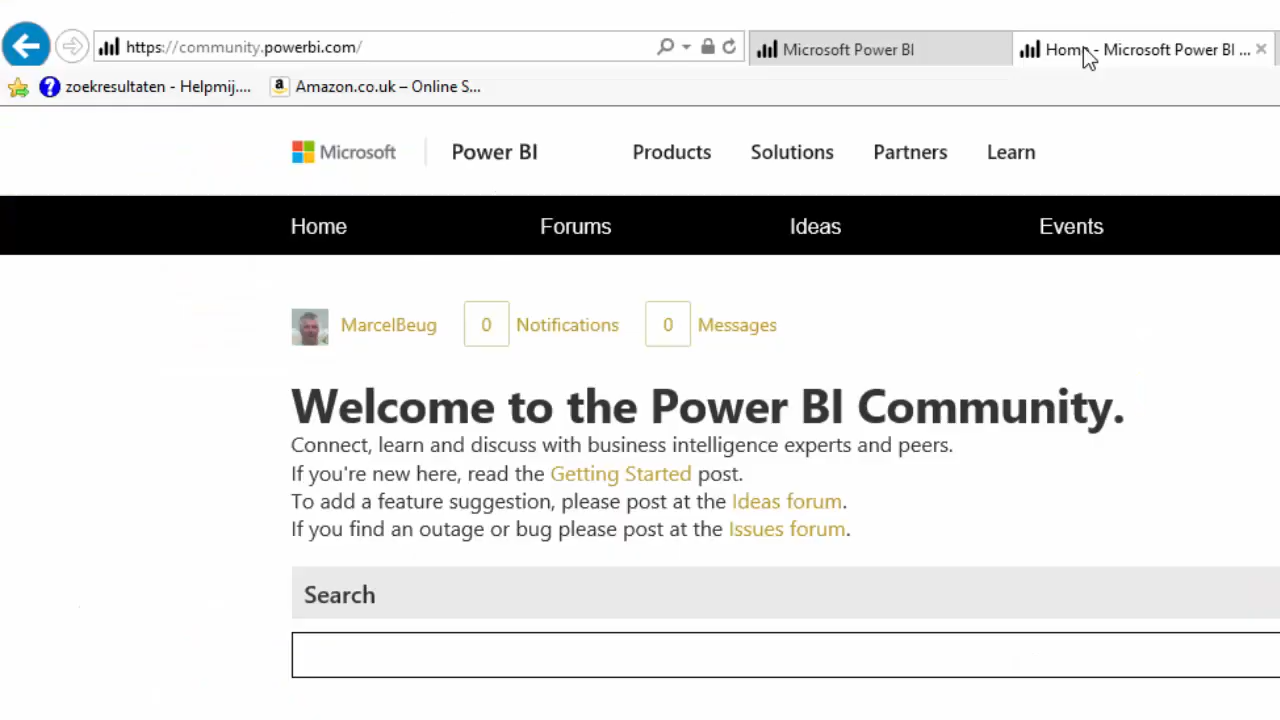 https://community.powerbi.com/
Microsoft Power BI
Home - Microsoft Power BI ...
zoekresultaten - Helpmij....
Amazon.co.uk – Online S...
Microsoft
Power BI
Products
Solutions
Partners
Learn
Home
Forums
Ideas
Events
MarcelBeug
0
Notifications
0
Messages
Welcome to the Power BI Community.
Connect, learn and discuss with business intelligence experts and peers.
If you're new here, read the Getting Started post.
To add a feature suggestion, please post at the Ideas forum.
If you find an outage or bug please post at the Issues forum.
Search